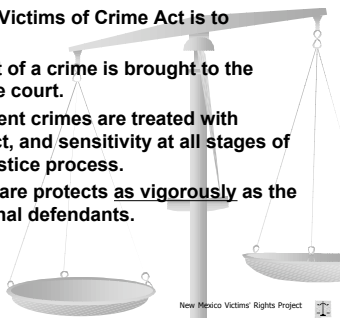 Victims of Crime Act is to
t of a crime is brought to the
e court.
ent crimes are treated with
ct, and sensitivity at all stages of
stice process.
are protects as vigorously as the
nal defendants.
New Mexico Victims' Rights Project